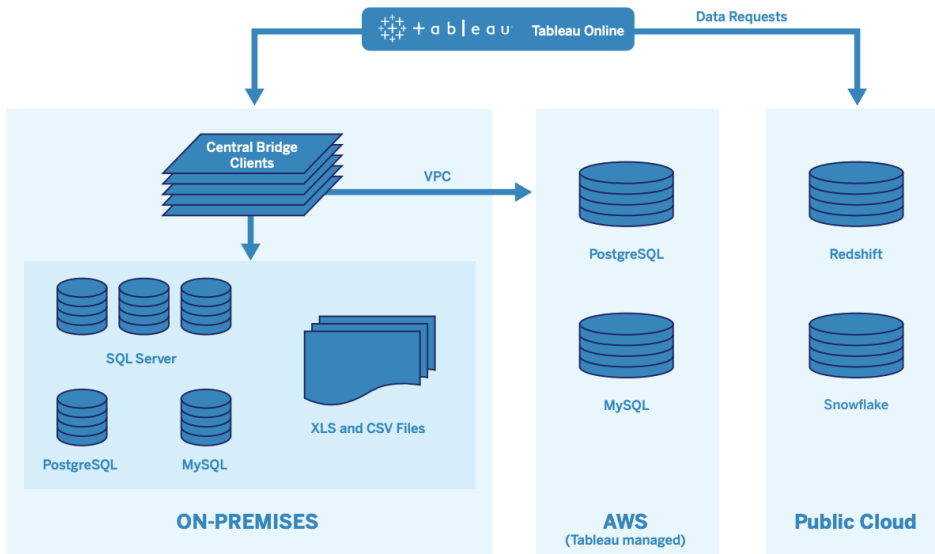 +ableau Tableau Online
Data Requests
Central Bridge
Clients
VPC
SQL Server
PostgreSQL
MySQL
XLS and CSV Files
ON-PREMISES
PostgreSQL
MySQL
AWS
(Tableau managed)
Redshift
Snowflake
Public Cloud